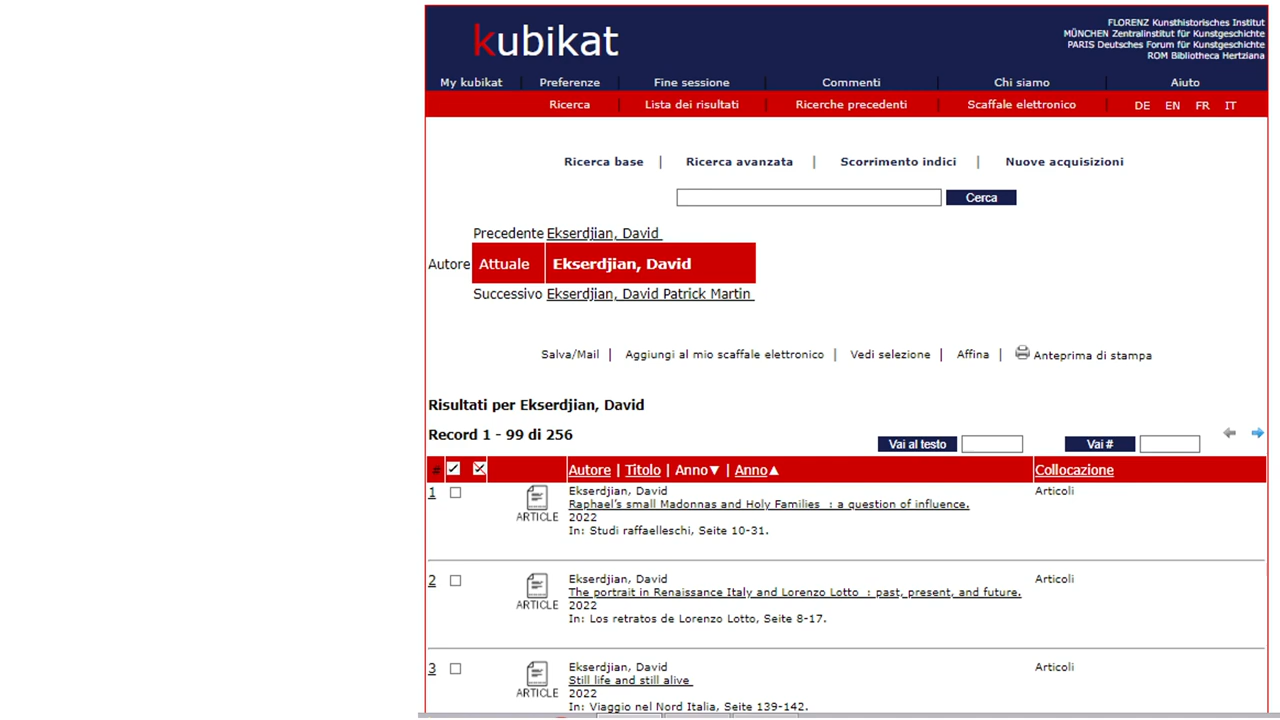 kubikat
FLORENZ Kunsthistorisches Institut
MÜNCHEN Zentralinstitut für Kunstgeschichte
PARIS Deutsches Forum für Kunstgeschichte
ROM Bibliotheca Hertziana
My kubikat Preferenze Fine sessione Commenti Chi siamo Aiuto
Ricerca Lista dei risultati Ricerche precedenti Scaffale elettronico DE EN FR IT
Ricerca base | Ricerca avanzata | Scorrimento indici | Nuove acquisizioni
Cerca
Precedente Ekserdjian, David
Autore Attuale Ekserdjian, David
Successivo Ekserdjian, David Patrick Martin
Salva/Mail | Aggiungi al mio scaffale elettronico | Vedi selezione | Affina | Anteprima di stampa
Risultati per Ekserdjian, David
Record 1 - 99 di 256
Vai al testo Vai #
# Autore | Titolo | Anno▼ | Anno▲ Collocazione
1 ARTICLE Ekserdjian, David Articoli
Raphael's small Madonnas and Holy Families : a question of influence.
2022
In: Studi raffaelleschi, Seite 10-31.
2 ARTICLE Ekserdjian, David Articoli
The portrait in Renaissance Italy and Lorenzo Lotto : past, present, and future.
2022
In: Los retratos de Lorenzo Lotto, Seite 8-17.
3 ARTICLE Ekserdjian, David Articoli
Still life and still alive
2022
In: Viaggio nel Nord Italia, Seite 139-142.